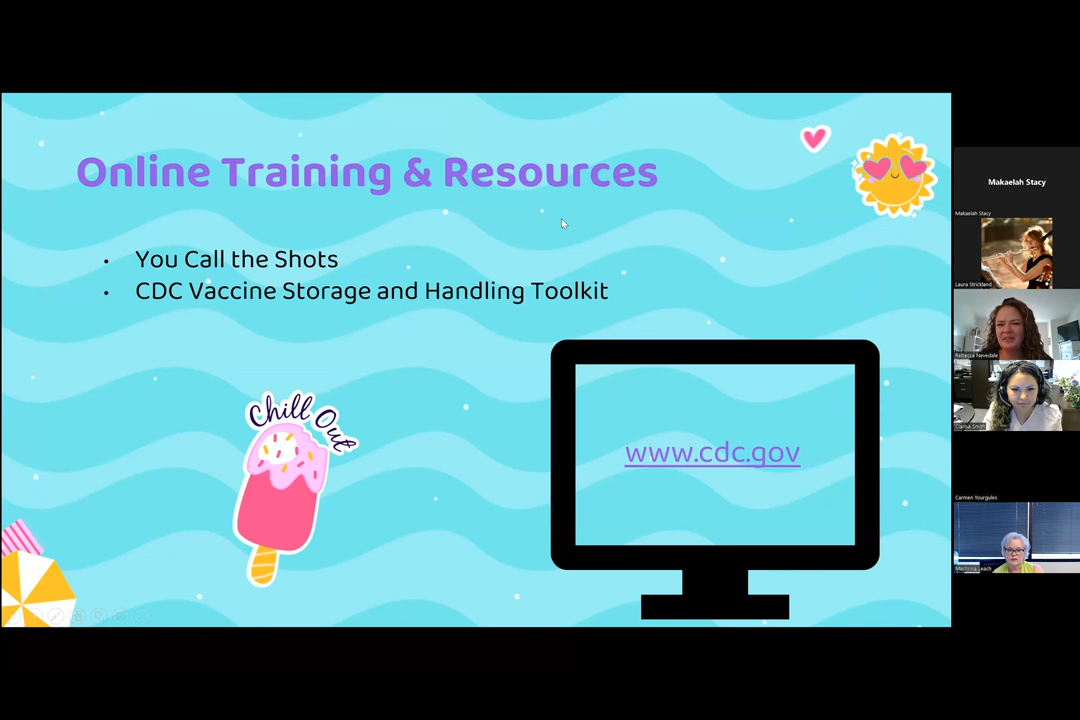 Online Training & Resources
• You Call the Shots
• CDC Vaccine Storage and Handling Toolkit
Chill Out
www.cdc.gov
Makaelah Stacy
Makaelah Stacy
Laura Strickland
Rebecca Nevedale
Clarisa Smith
Carmen Yourgules
Machrina Leach